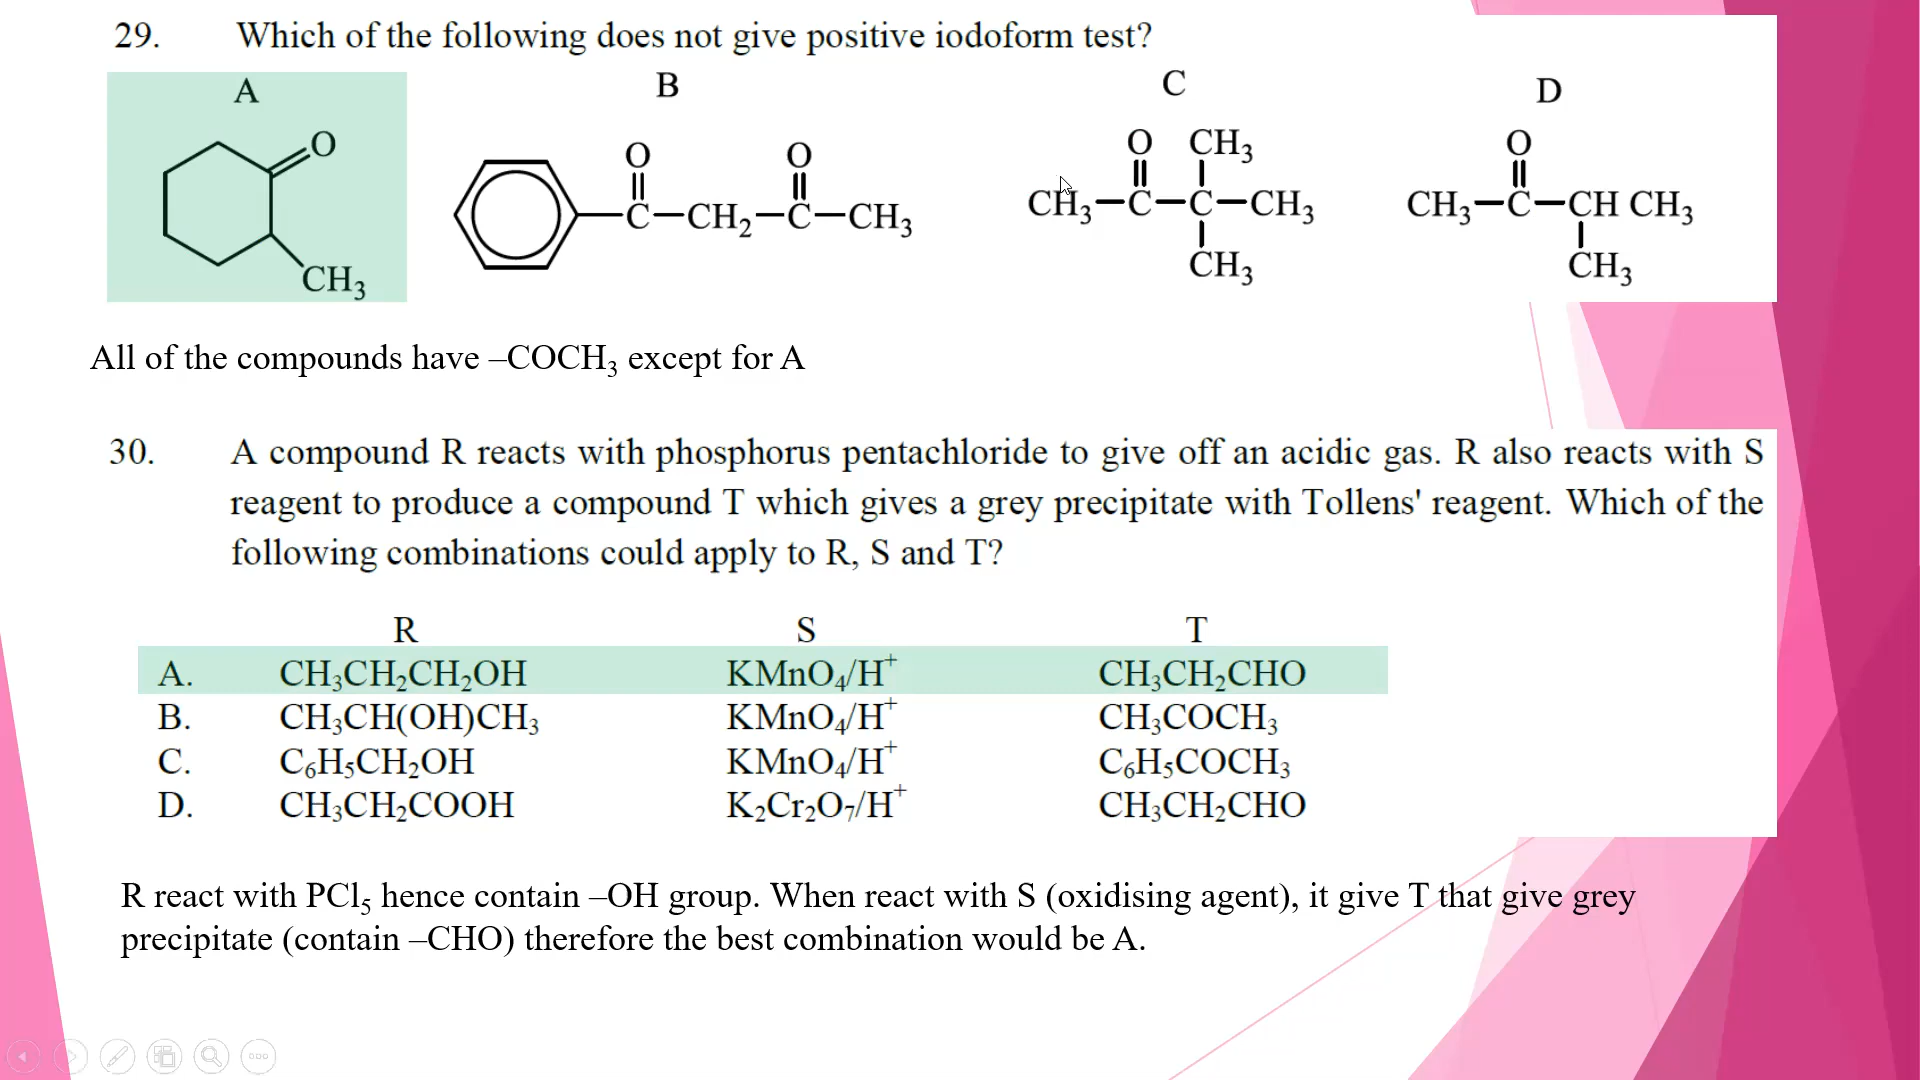 29. Which of the following does not give positive iodoform test?
A B C D
O
CH₃
O O
C—CH₂—C—CH₃
O CH₃
CH₃—C—C—CH₃
CH₃
O
CH₃—C—CH CH₃
CH₃
All of the compounds have –COCH₃ except for A
30. A compound R reacts with phosphorus pentachloride to give off an acidic gas. R also reacts with S
reagent to produce a compound T which gives a grey precipitate with Tollens' reagent. Which of the
following combinations could apply to R, S and T?
R S T
A. CH₃CH₂CH₂OH KMnO₄/H⁺ CH₃CH₂CHO
B. CH₃CH(OH)CH₃ KMnO₄/H⁺ CH₃COCH₃
C. C₆H₅CH₂OH KMnO₄/H⁺ C₆H₅COCH₃
D. CH₃CH₂COOH K₂Cr₂O₇/H⁺ CH₃CH₂CHO
R react with PCl₅ hence contain –OH group. When react with S (oxidising agent), it give T that give grey
precipitate (contain –CHO) therefore the best combination would be A.